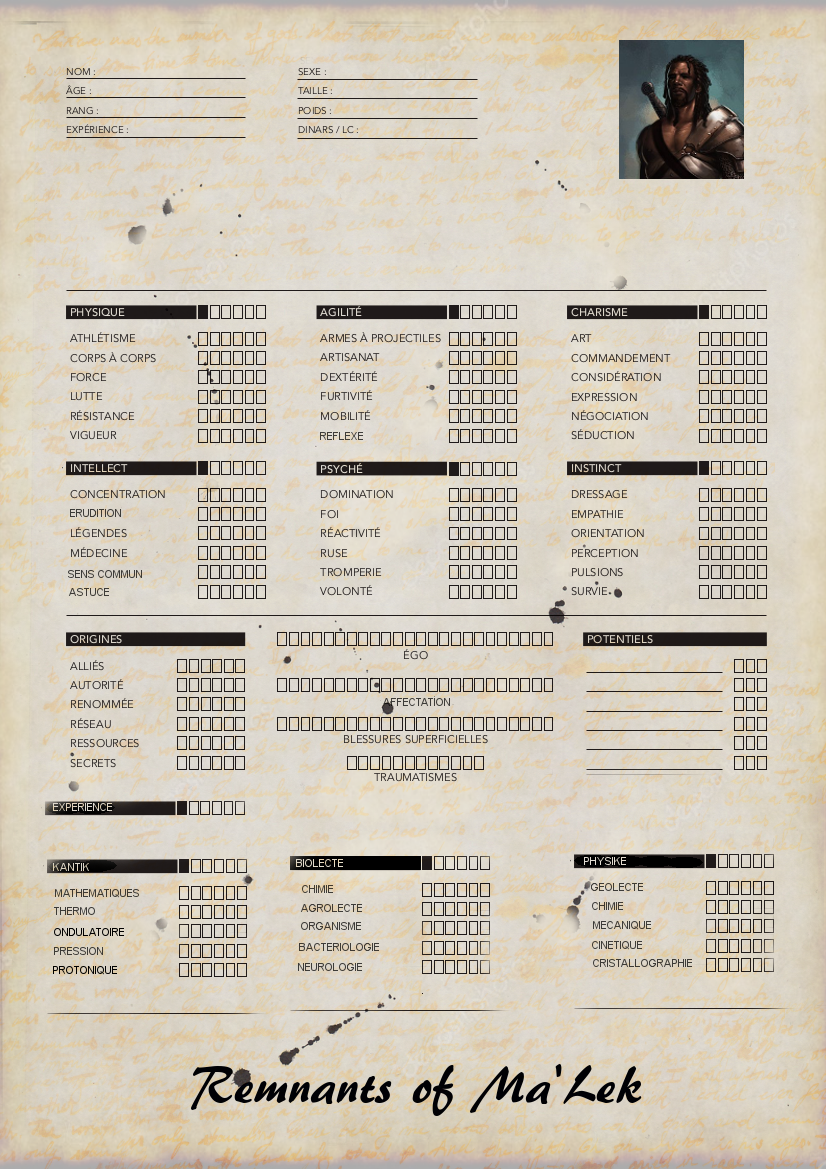 NOM :
ÂGE :
RANG :
EXPÉRIENCE :
SEXE :
TAILLE :
POIDS :
DINARS / LC :
PHYSIQUE
ATHLÉTISME
CORPS À CORPS
FORCE
LUTTE
RÉSISTANCE
VIGUEUR
AGILITÉ
ARMES À PROJECTILES
ARTISANAT
DEXTÉRITÉ
FURTIVITÉ
MOBILITÉ
REFLEXE
CHARISME
ART
COMMANDEMENT
CONSIDÉRATION
EXPRESSION
NÉGOCIATION
SÉDUCTION
INTELLECT
CONCENTRATION
ERUDITION
LÉGENDES
MÉDECINE
SENS COMMUN
ASTUCE
PSYCHÉ
DOMINATION
FOI
RÉACTIVITÉ
RUSE
TROMPERIE
VOLONTÉ
INSTINCT
DRESSAGE
EMPATHIE
ORIENTATION
PERCEPTION
PULSIONS
SURVIE
ORIGINES
ALLIÉS
AUTORITÉ
RENOMMÉE
RÉSEAU
RESSOURCES
SECRETS
ÉGO
AFFECTATION
BLESSURES SUPERFICIELLES
TRAUMATISMES
POTENTIELS
EXPERIENCE
KANTIK
MATHEMATIQUES
THERMO
ONDULATOIRE
PRESSION
PROTONIQUE
BIOLECTE
CHIMIE
AGROLECTE
ORGANISME
BACTERIOLOGIE
NEUROLOGIE
PHYSIKE
GEOLECTE
CHIMIE
MECANIQUE
CINETIQUE
CRISTALLOGRAPHIE
Remnants of Ma'Lek